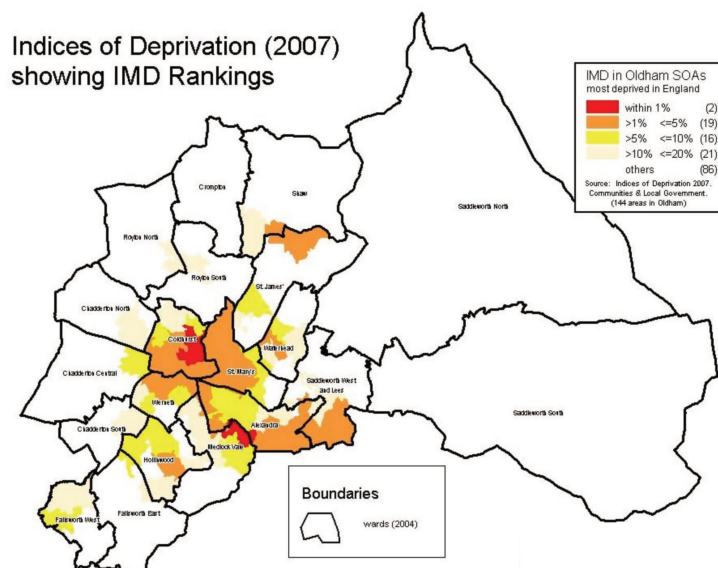 Indices of Deprivation (2007)
showing IMD Rankings
IMD in Oldham SOAs
most deprived in England
within 1% (2)
>1% <=5% (19)
>5% <=10% (16)
>10% <=20% (21)
others (86)
Source: Indices of Deprivation 2007.
Communities & Local Government.
(144 areas in Oldham)
Crompton
Shaw
Saddleworth North
Royton North
Royton South
St. James'
Chadderton North
Coldhurst
Waterhead
Chadderton Central
St. Mary's
Saddleworth West
and Lees
Werneth
Saddleworth South
Chadderton South
Alexandra
Medlock Vale
Hollinwood
Failsworth West
Failsworth East
Boundaries
wards (2004)